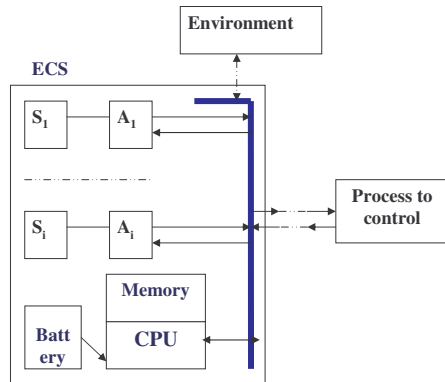 Environment
ECS
S1 A1
Si Ai
Process to
control
Memory
Batt
ery
CPU